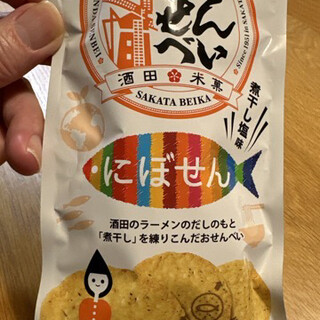 せんべい
Since 1951 in SAKATA
酒田米菓
SAKATA BEIKA
煮干し塩味
にぼせん
酒田のラーメンのだしのもと
「煮干し」を練りこんだおせんべい